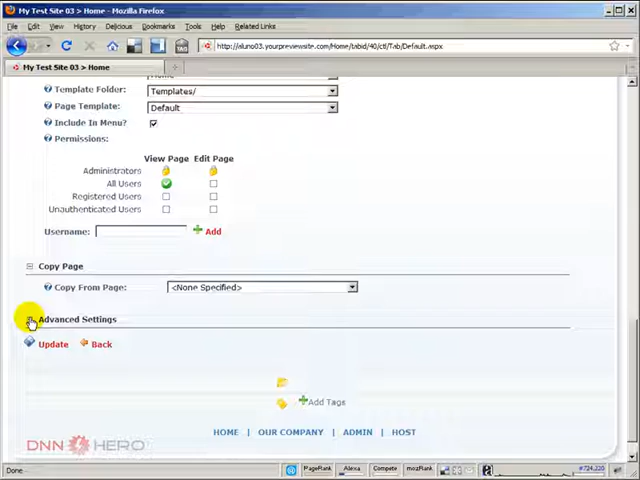 My Test Site 03 > Home - Mozilla Firefox
File Edit View History Delicious Bookmarks Tools Help Related Links
http://aluno03.yourpreviewsite.com/Home/tabid/40/ctl/Tab/Default.aspx
My Test Site 03 > Home
Template Folder: Templates/
Page Template: Default
Include In Menu?
Permissions:
View Page Edit Page
Administrators
All Users
Registered Users
Unauthenticated Users
Username: Add
Copy Page
Copy From Page: <None Specified>
Advanced Settings
Update Back
Add Tags
HOME | OUR COMPANY | ADMIN | HOST
DNN HERO
Done PageRank Alexa Compete mozRank #724,220